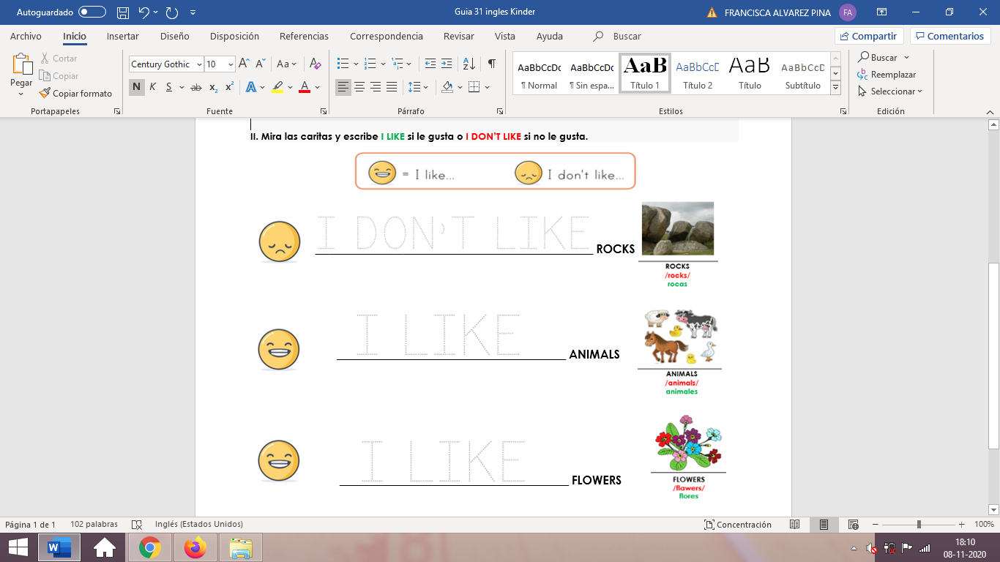 Autoguardado
Guia 31 ingles Kinder
FRANCISCA ALVAREZ PINA FA
Archivo Inicio Insertar Diseño Disposición Referencias Correspondencia Revisar Vista Ayuda Buscar
Compartir Comentarios
Pegar
Cortar
Copiar
Copiar formato
Portapapeles
Century Gothic 10 A A Aa A
N K S ab x₂ x² A A
Fuente
Párrafo
AaBbCcDc AaBbCcDc AaB AaBbCcD AaB AaBbCcD
¶ Normal ¶ Sin espa... Título 1 Título 2 Título Subtítulo
Estilos
Buscar
Reemplazar
Seleccionar
Edición
II. Mira las caritas y escribe I LIKE si le gusta o I DON'T LIKE si no le gusta.
= I like... I don't like...
I DON'T LIKE ROCKS
ROCKS
/rocks/
rocas
I LIKE ANIMALS
ANIMALS
/animals/
animales
I LIKE FLOWERS
FLOWERS
/flawers/
flores
Página 1 de 1 102 palabras Inglés (Estados Unidos) Concentración 100%
18:10
08-11-2020